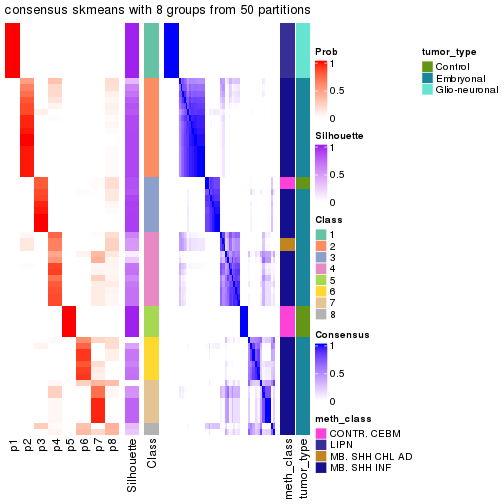 consensus skmeans with 8 groups from 50 partitions
Prob
1
0.5
0
Silhouette
1
0.5
0
Class
1
2
3
4
5
6
7
8
Consensus
1
0.5
0
meth_class
CONTR. CEBM
LIPN
MB. SHH CHL AD
MB. SHH INF
tumor_type
Control
Embryonal
Glio-neuronal
p1
p2
p3
p4
p5
p6
p7
p8
Silhouette
Class
meth_class
tumor_type